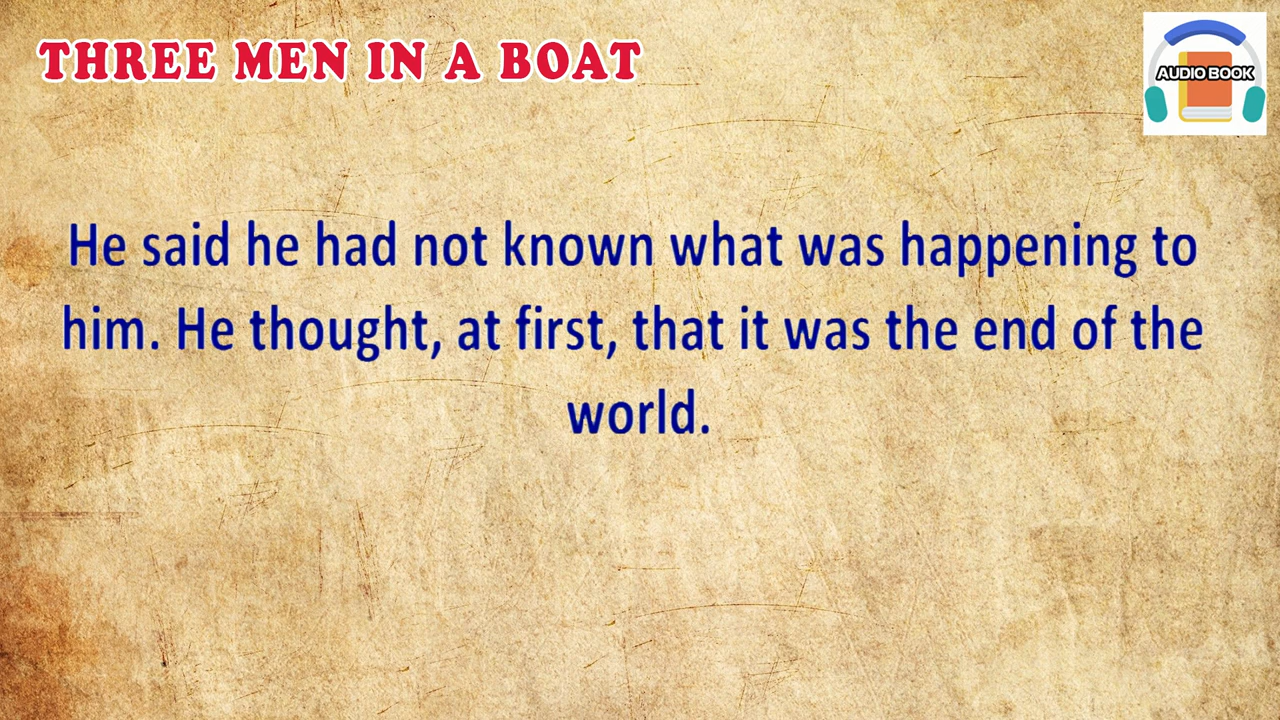 THREE MEN IN A BOAT
AUDIO BOOK
He said he had not known what was happening to
him. He thought, at first, that it was the end of the
world.